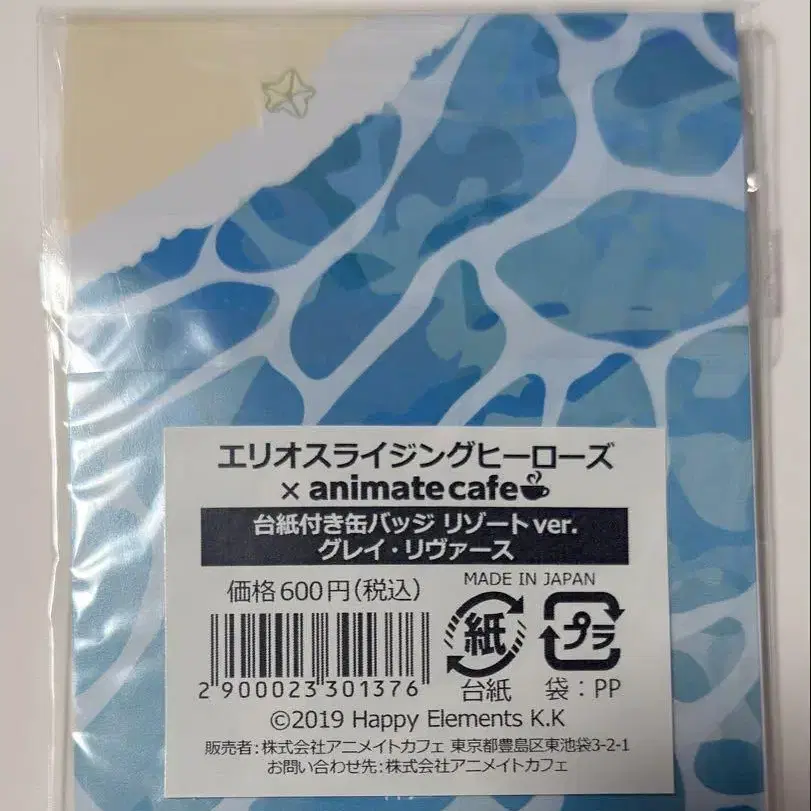 エリオスライジングヒーローズ
× animatecafe
台紙付き缶バッジ リゾートver.
グレイ・リヴァース
価格600円(税込)
MADE IN JAPAN
紙
プラ
2900023301376
台紙 袋:PP
©2019 Happy Elements K.K
販売者:株式会社アニメイトカフェ 東京都豊島区東池袋3-2-1
お問い合わせ先:株式会社アニメイトカフェ